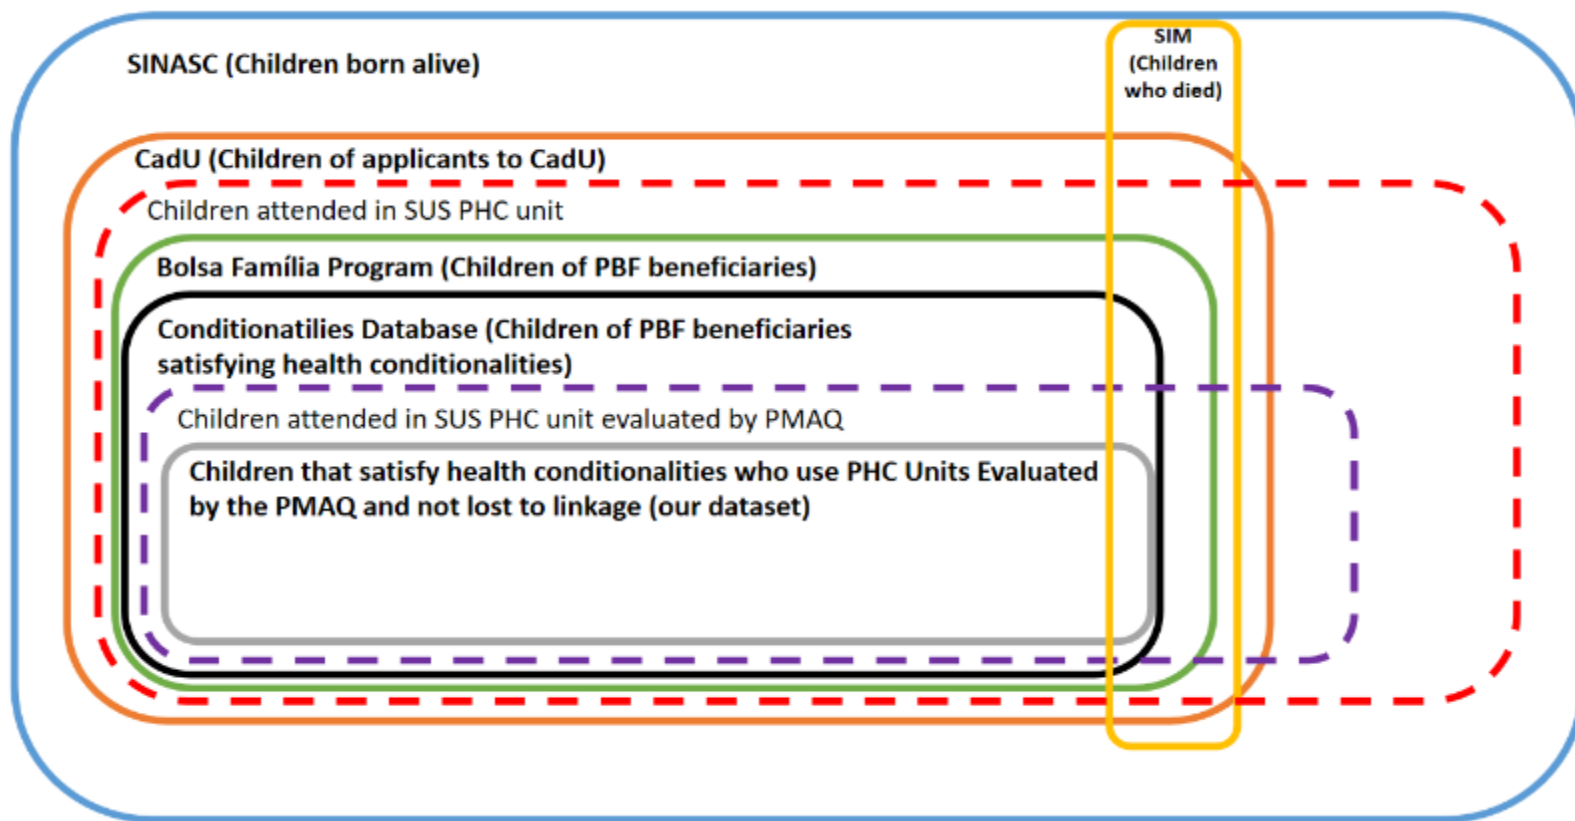 SINASC (Children born alive)
SIM
(Children
who died)
CadU (Children of applicants to CadU)
Children attended in SUS PHC unit
Bolsa Família Program (Children of PBF beneficiaries)
Conditionatilies Database (Children of PBF beneficiaries
satisfying health conditionalities)
Children attended in SUS PHC unit evaluated by PMAQ
Children that satisfy health conditionalities who use PHC Units Evaluated
by the PMAQ and not lost to linkage (our dataset)